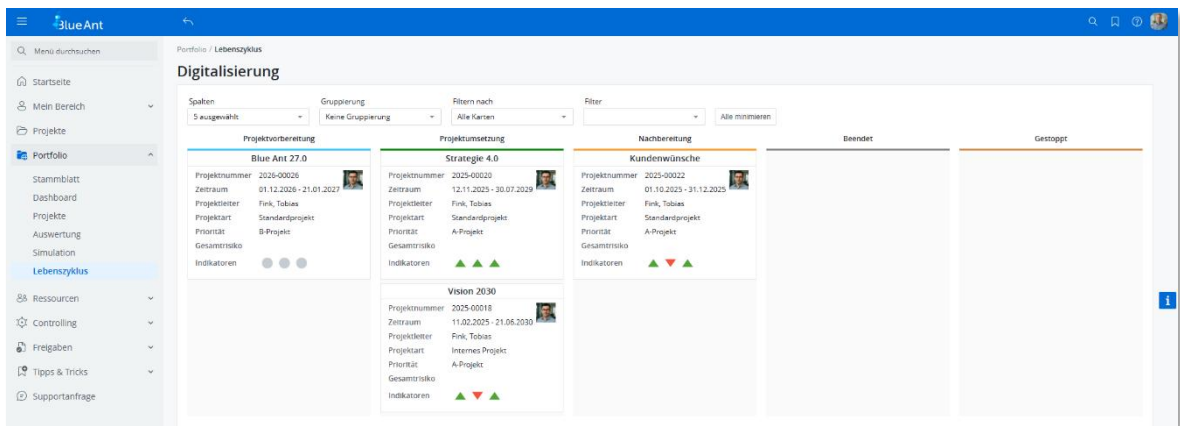 BlueAnt
Menü durchsuchen
Startseite
Mein Bereich
Projekte
Portfolio
Stammblatt
Dashboard
Projekte
Auswertung
Simulation
Lebenszyklus
Ressourcen
Controlling
Freigaben
Tipps & Tricks
Supportanfrage
Portfolio / Lebenszyklus
Digitalisierung
Spalten Gruppierung Filtern nach Filter
5 ausgewählt Keine Gruppierung Alle Karten Alle minimieren
Projektvorbereitung Projektumsetzung Nachbereitung Beendet Gestoppt
Blue Ant 27.0
Projektnummer 2026-00026
Zeitraum 01.12.2026 - 21.01.2027
Projektleiter Fink, Tobias
Projektart Standardprojekt
Priorität B-Projekt
Gesamtrisiko
Indikatoren
Strategie 4.0
Projektnummer 2025-00020
Zeitraum 12.11.2025 - 30.07.2029
Projektleiter Fink, Tobias
Projektart Standardprojekt
Priorität A-Projekt
Gesamtrisiko
Indikatoren
Vision 2030
Projektnummer 2025-00018
Zeitraum 11.02.2025 - 21.06.2030
Projektleiter Fink, Tobias
Projektart Internes Projekt
Priorität A-Projekt
Gesamtrisiko
Indikatoren
Kundenwünsche
Projektnummer 2025-00022
Zeitraum 01.10.2025 - 31.12.2025
Projektleiter Fink, Tobias
Projektart Standardprojekt
Priorität A-Projekt
Gesamtrisiko
Indikatoren
i